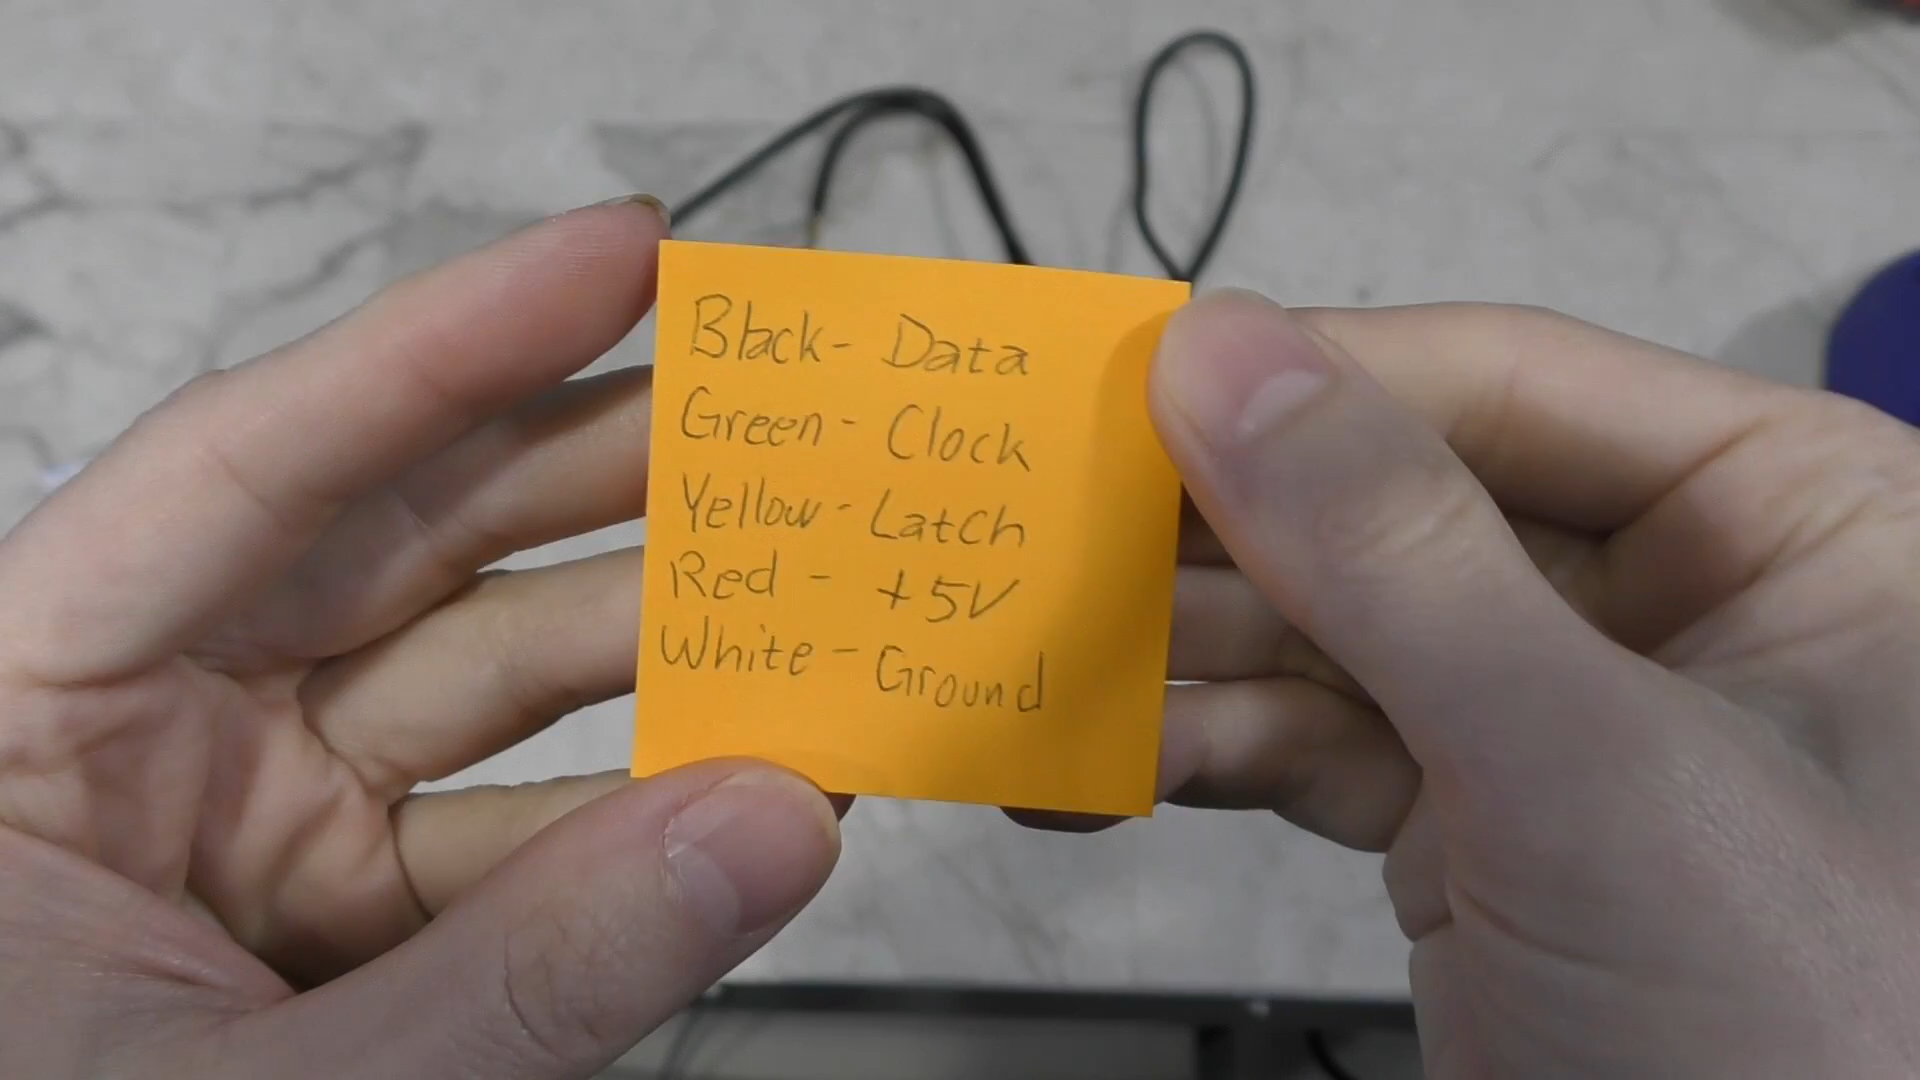 Black - Data
Green - Clock
Yellow - Latch
Red - +5V
White - Ground